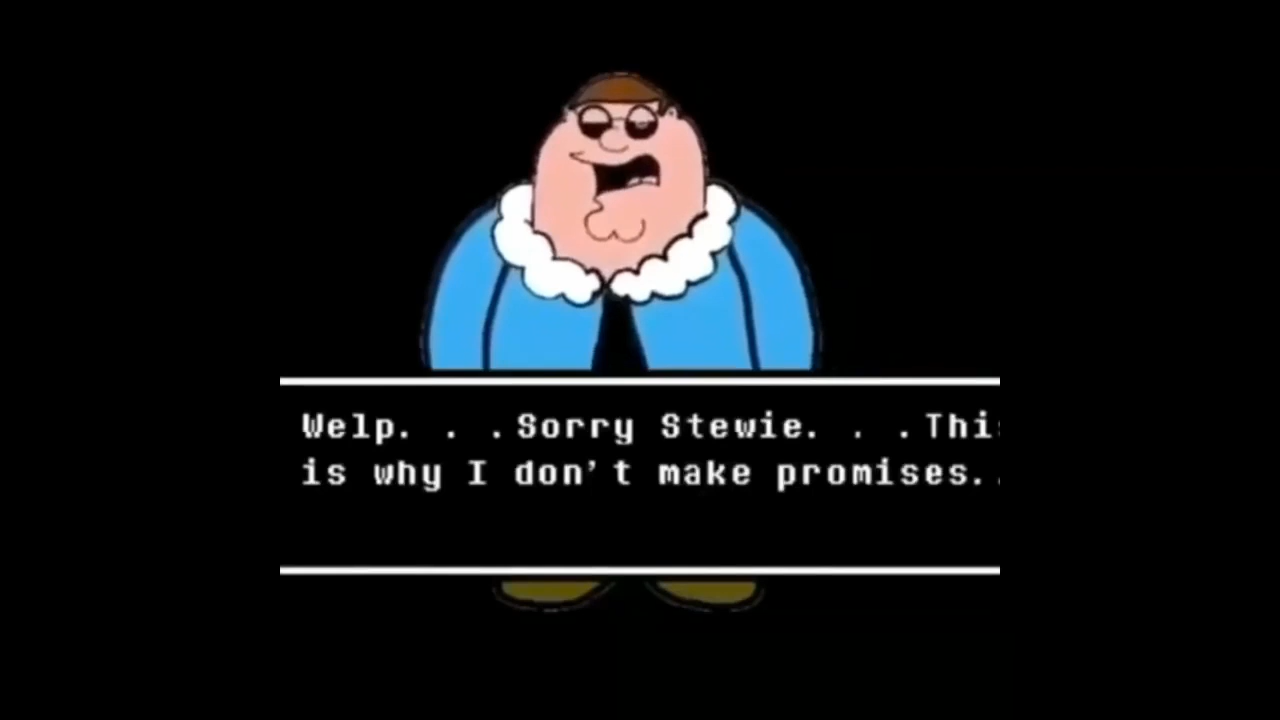 Welp. . .Sorry Stewie. . .This
is why I don't make promises..